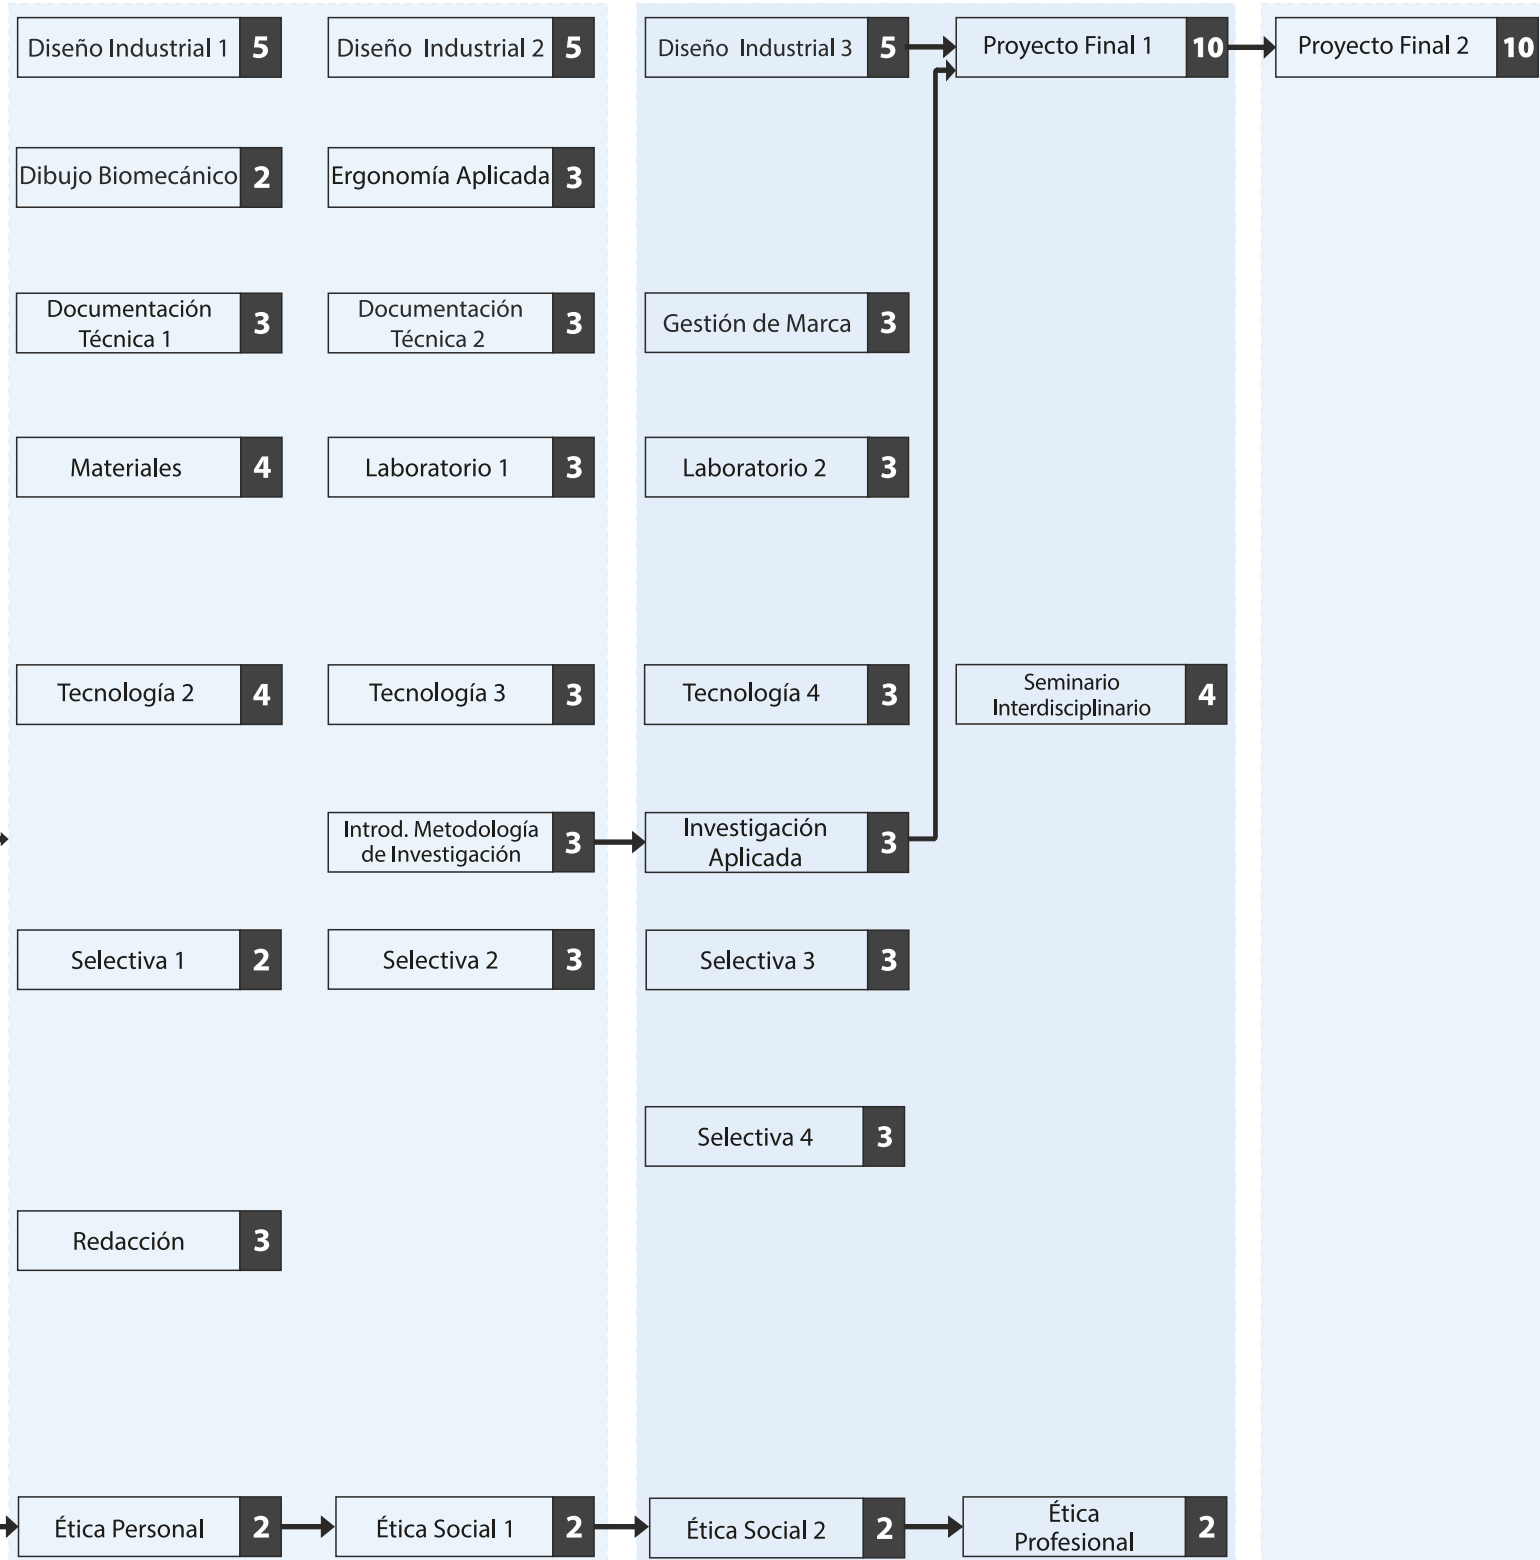 Diseño Industrial 1 5
Diseño Industrial 2 5
Diseño Industrial 3 5
Proyecto Final 1 10
Proyecto Final 2 10
Dibujo Biomecánico 2
Ergonomía Aplicada 3
Documentación
Técnica 1 3
Documentación
Técnica 2 3
Gestión de Marca 3
Materiales 4
Laboratorio 1 3
Laboratorio 2 3
Tecnología 2 4
Tecnología 3 3
Tecnología 4 3
Seminario
Interdisciplinario 4
Introd. Metodología
de Investigación 3
Investigación
Aplicada 3
Selectiva 1 2
Selectiva 2 3
Selectiva 3 3
Selectiva 4 3
Redacción 3
Ética Personal 2
Ética Social 1 2
Ética Social 2 2
Ética
Profesional 2